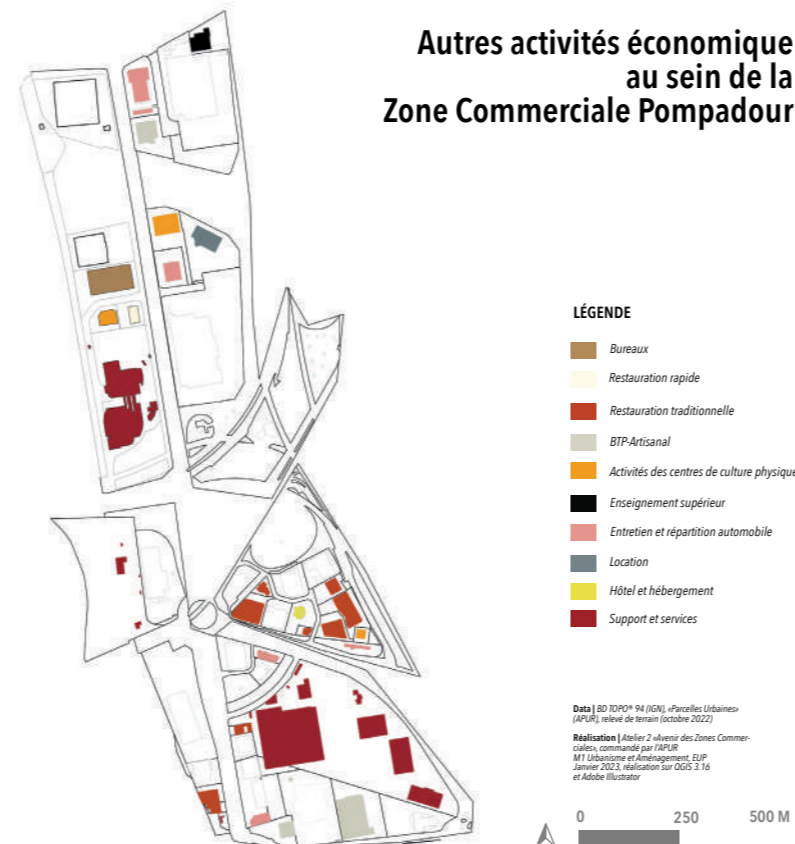 Autres activités économique
au sein de la
Zone Commerciale Pompadour
LÉGENDE
Bureaux
Restauration rapide
Restauration traditionnelle
BTP-Artisanal
Activités des centres de culture physique
Enseignement supérieur
Entretien et répartition automobile
Location
Hôtel et hébergement
Support et services
Data | BD TOPO® 94 (IGN), «Parcelles Urbaines»
(APUR), relevé de terrain (octobre 2022)
Réalisation | Atelier 2 «Avenir des Zones Commer-
ciales», commandé par l'APUR
M1 Urbanisme et Aménagement, EUP
Janvier 2023, réalisation sur QGIS 3.16
et Adobe Illustrator
0 250 500 M